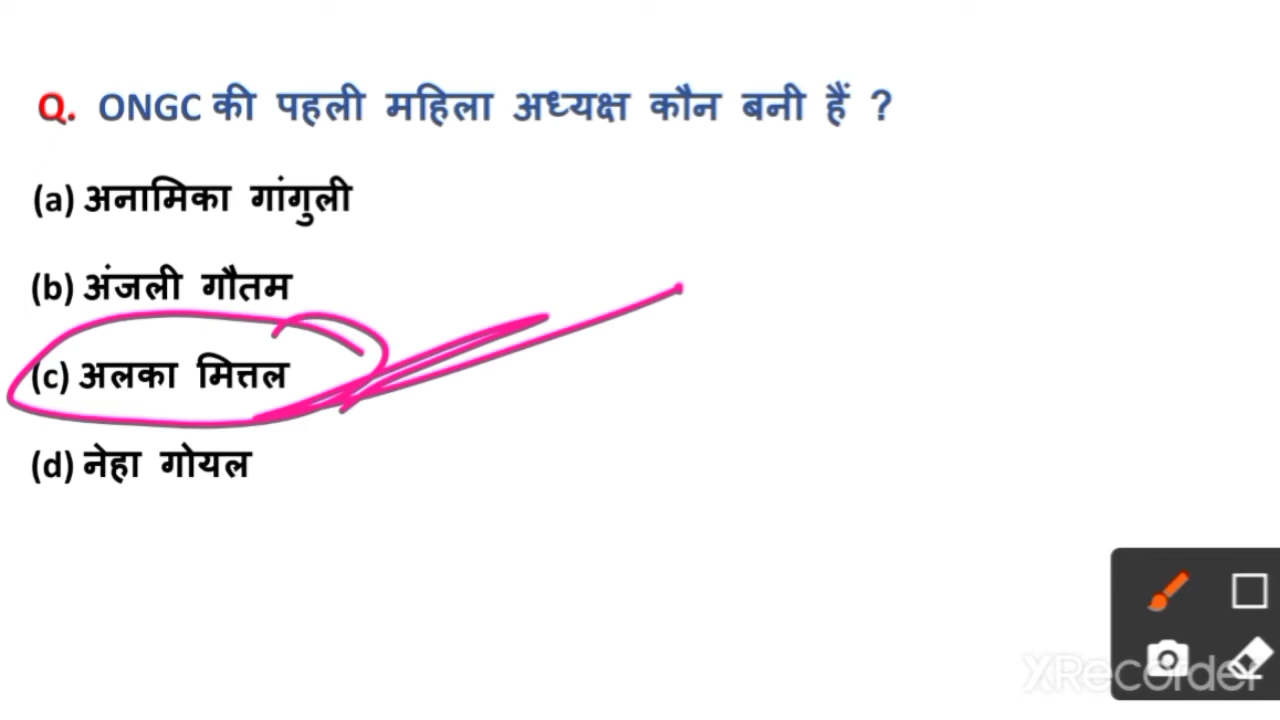 Q. ONGC की पहली महिला अध्यक्ष कौन बनी हैं ?
(a) अनामिका गांगुली
(b) अंजली गौतम
(c) अलका मित्तल
(d) नेहा गोयल
XRecorder